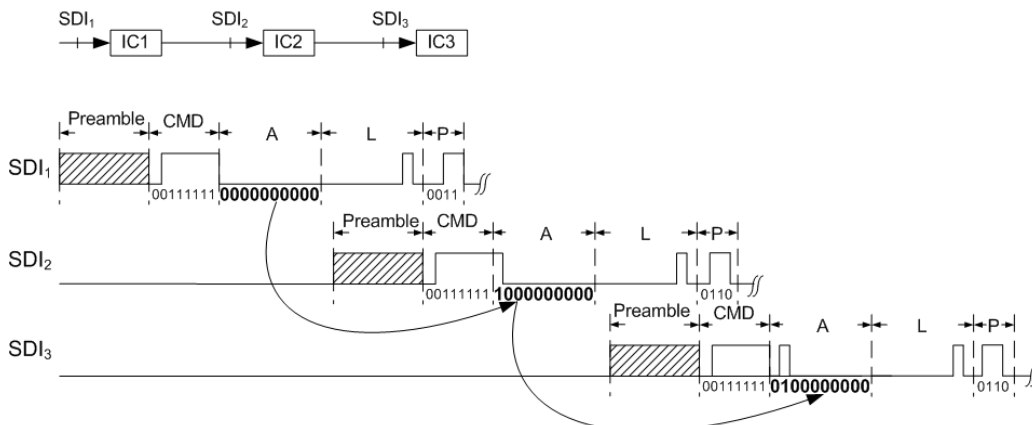 SDI1 SDI2 SDI3
IC1 IC2 IC3
Preamble CMD A L P
SDI1
00111111 0000000000 0011
Preamble CMD A L P
SDI2
00111111 1000000000 0110
Preamble CMD A L P
SDI3
00111111 0100000000 0110